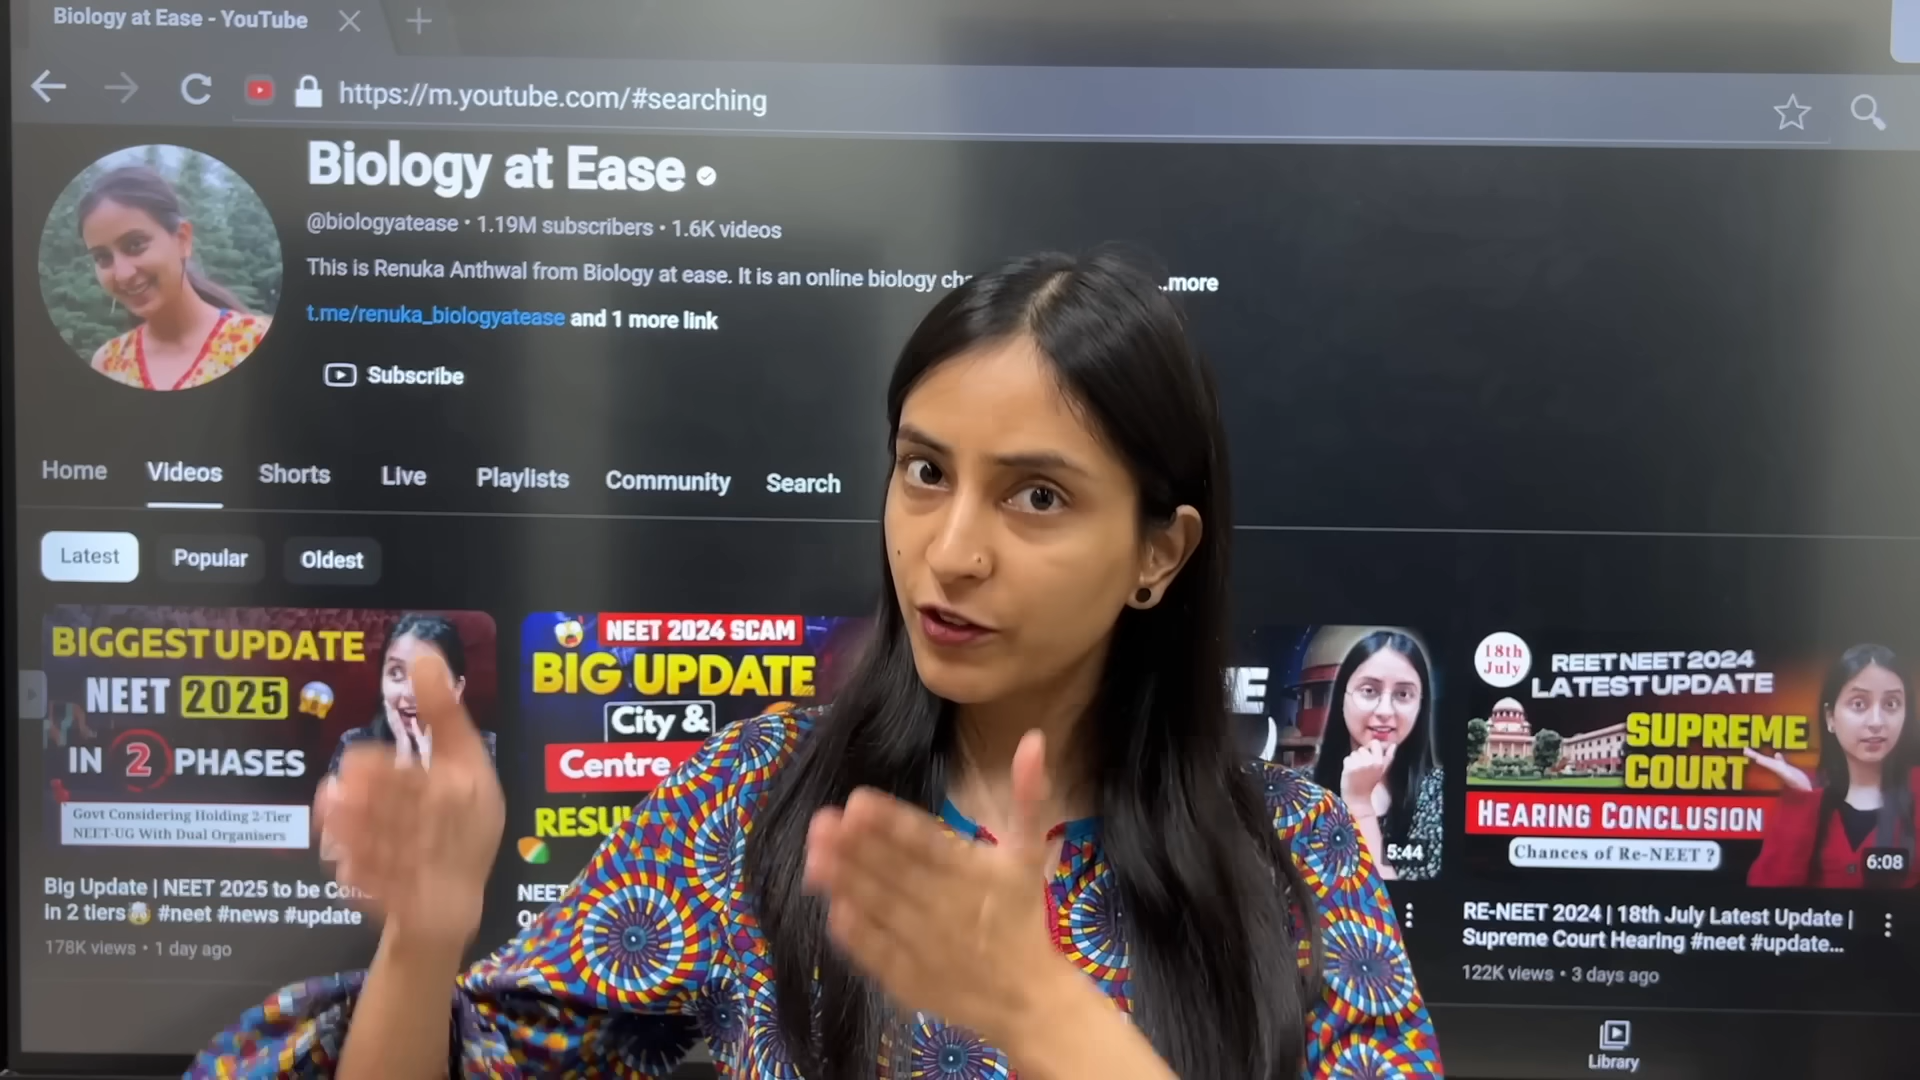 Biology at Ease - YouTube
https://m.youtube.com/#searching
Biology at Ease
@biologyatease • 1.19M subscribers • 1.6K videos
This is Renuka Anthwal from Biology at ease. It is an online biology
...more
t.me/renuka_biologyatease and 1 more link
Subscribe
Home Videos Shorts Live Playlists Community Search
Latest Popular Oldest
BIGGEST UPDATE
NEET 2025
IN 2 PHASES
Govt Considering Holding 2-Tier
NEET-UG With Dual Organisers
Big Update | NEET 2025 to be
In 2 tiers #neet #news #update
178K views • 1 day ago
NEET 2024 SCAM
BIG UPDATE
City &
Centre
NEET
5:44
18th
July
REET NEET 2024
LATEST UPDATE
SUPREME
COURT
HEARING CONCLUSION
Chances of Re-NEET ?
6:08
RE-NEET 2024 | 18th July Latest Update |
Supreme Court Hearing #neet #update...
122K views • 3 days ago
Library